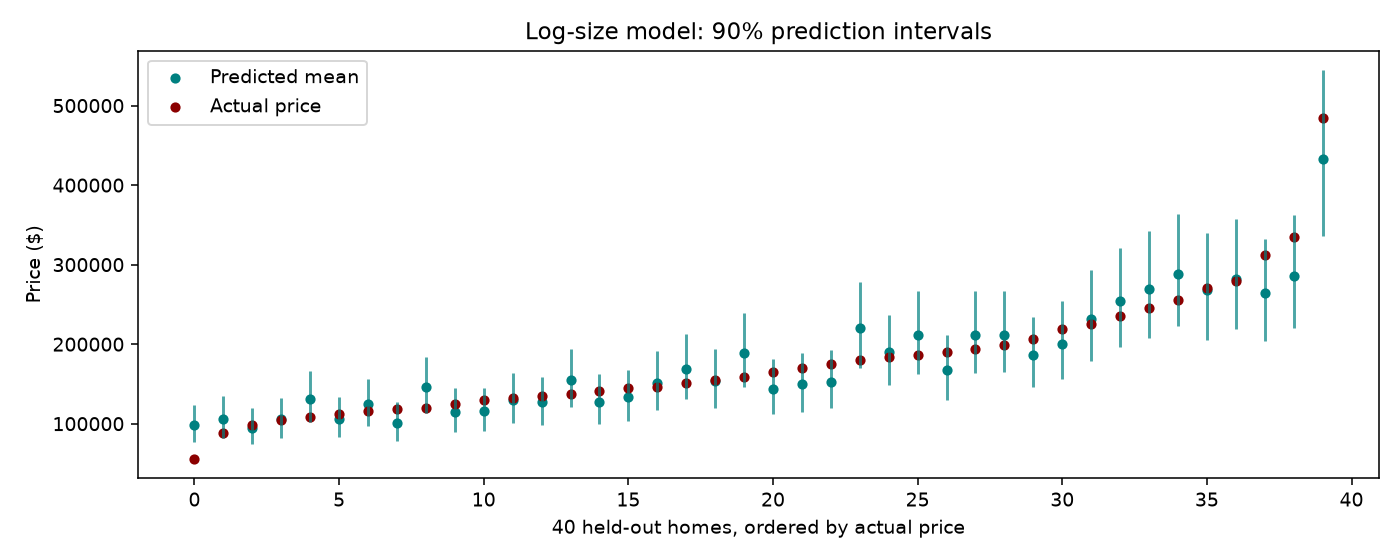 Log-size model: 90% prediction intervals
Predicted mean
Actual price
500000
400000
300000
200000
100000
Price ($)
0 5 10 15 20 25 30 35 40
40 held-out homes, ordered by actual price